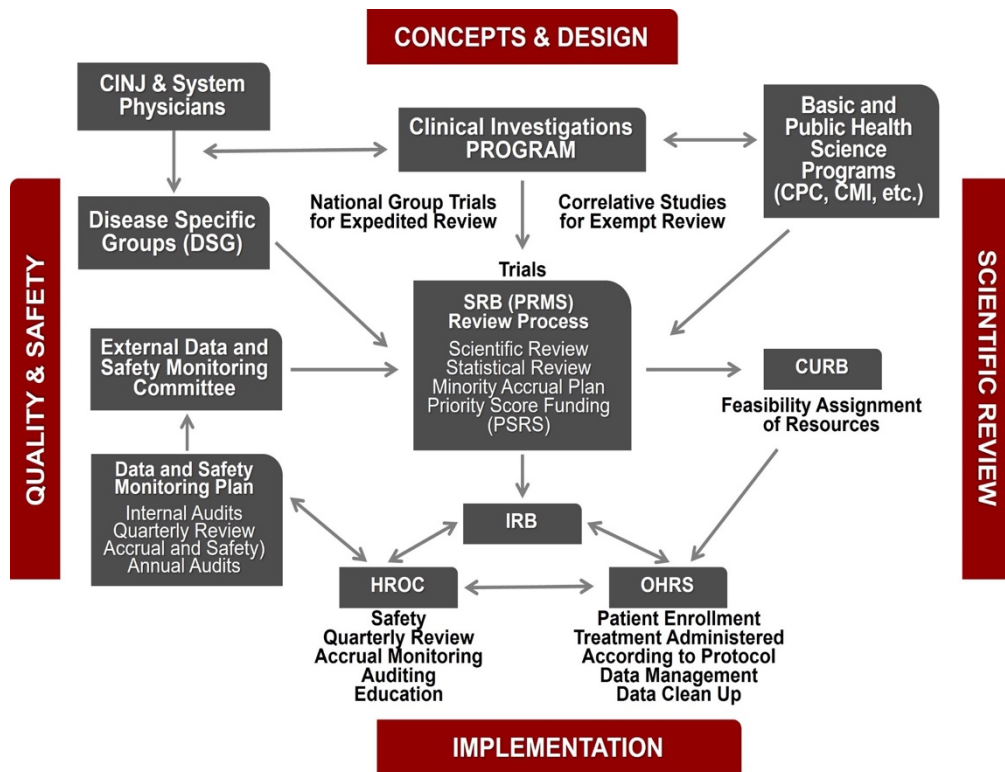 CONCEPTS & DESIGN
CINJ & System
Physicians
Clinical Investigations
PROGRAM
Basic and
Public Health
Science
Programs
(CPC, CMI, etc.)
National Group Trials
for Expedited Review
Correlative Studies
for Exempt Review
Disease Specific
Groups (DSG)
Trials
SRB (PRMS)
Review Process
Scientific Review
Statistical Review
Minority Accrual Plan
Priority Score Funding
(PSRS)
External Data and
Safety Monitoring
Committee
CURB
Feasibility Assignment
of Resources
Data and Safety
Monitoring Plan
Internal Audits
Quarterly Review
Accrual and Safety)
Annual Audits
IRB
HROC
Safety
Quarterly Review
Accrual Monitoring
Auditing
Education
OHRS
Patient Enrollment
Treatment Administered
According to Protocol
Data Management
Data Clean Up
QUALITY & SAFETY
SCIENTIFIC REVIEW
IMPLEMENTATION